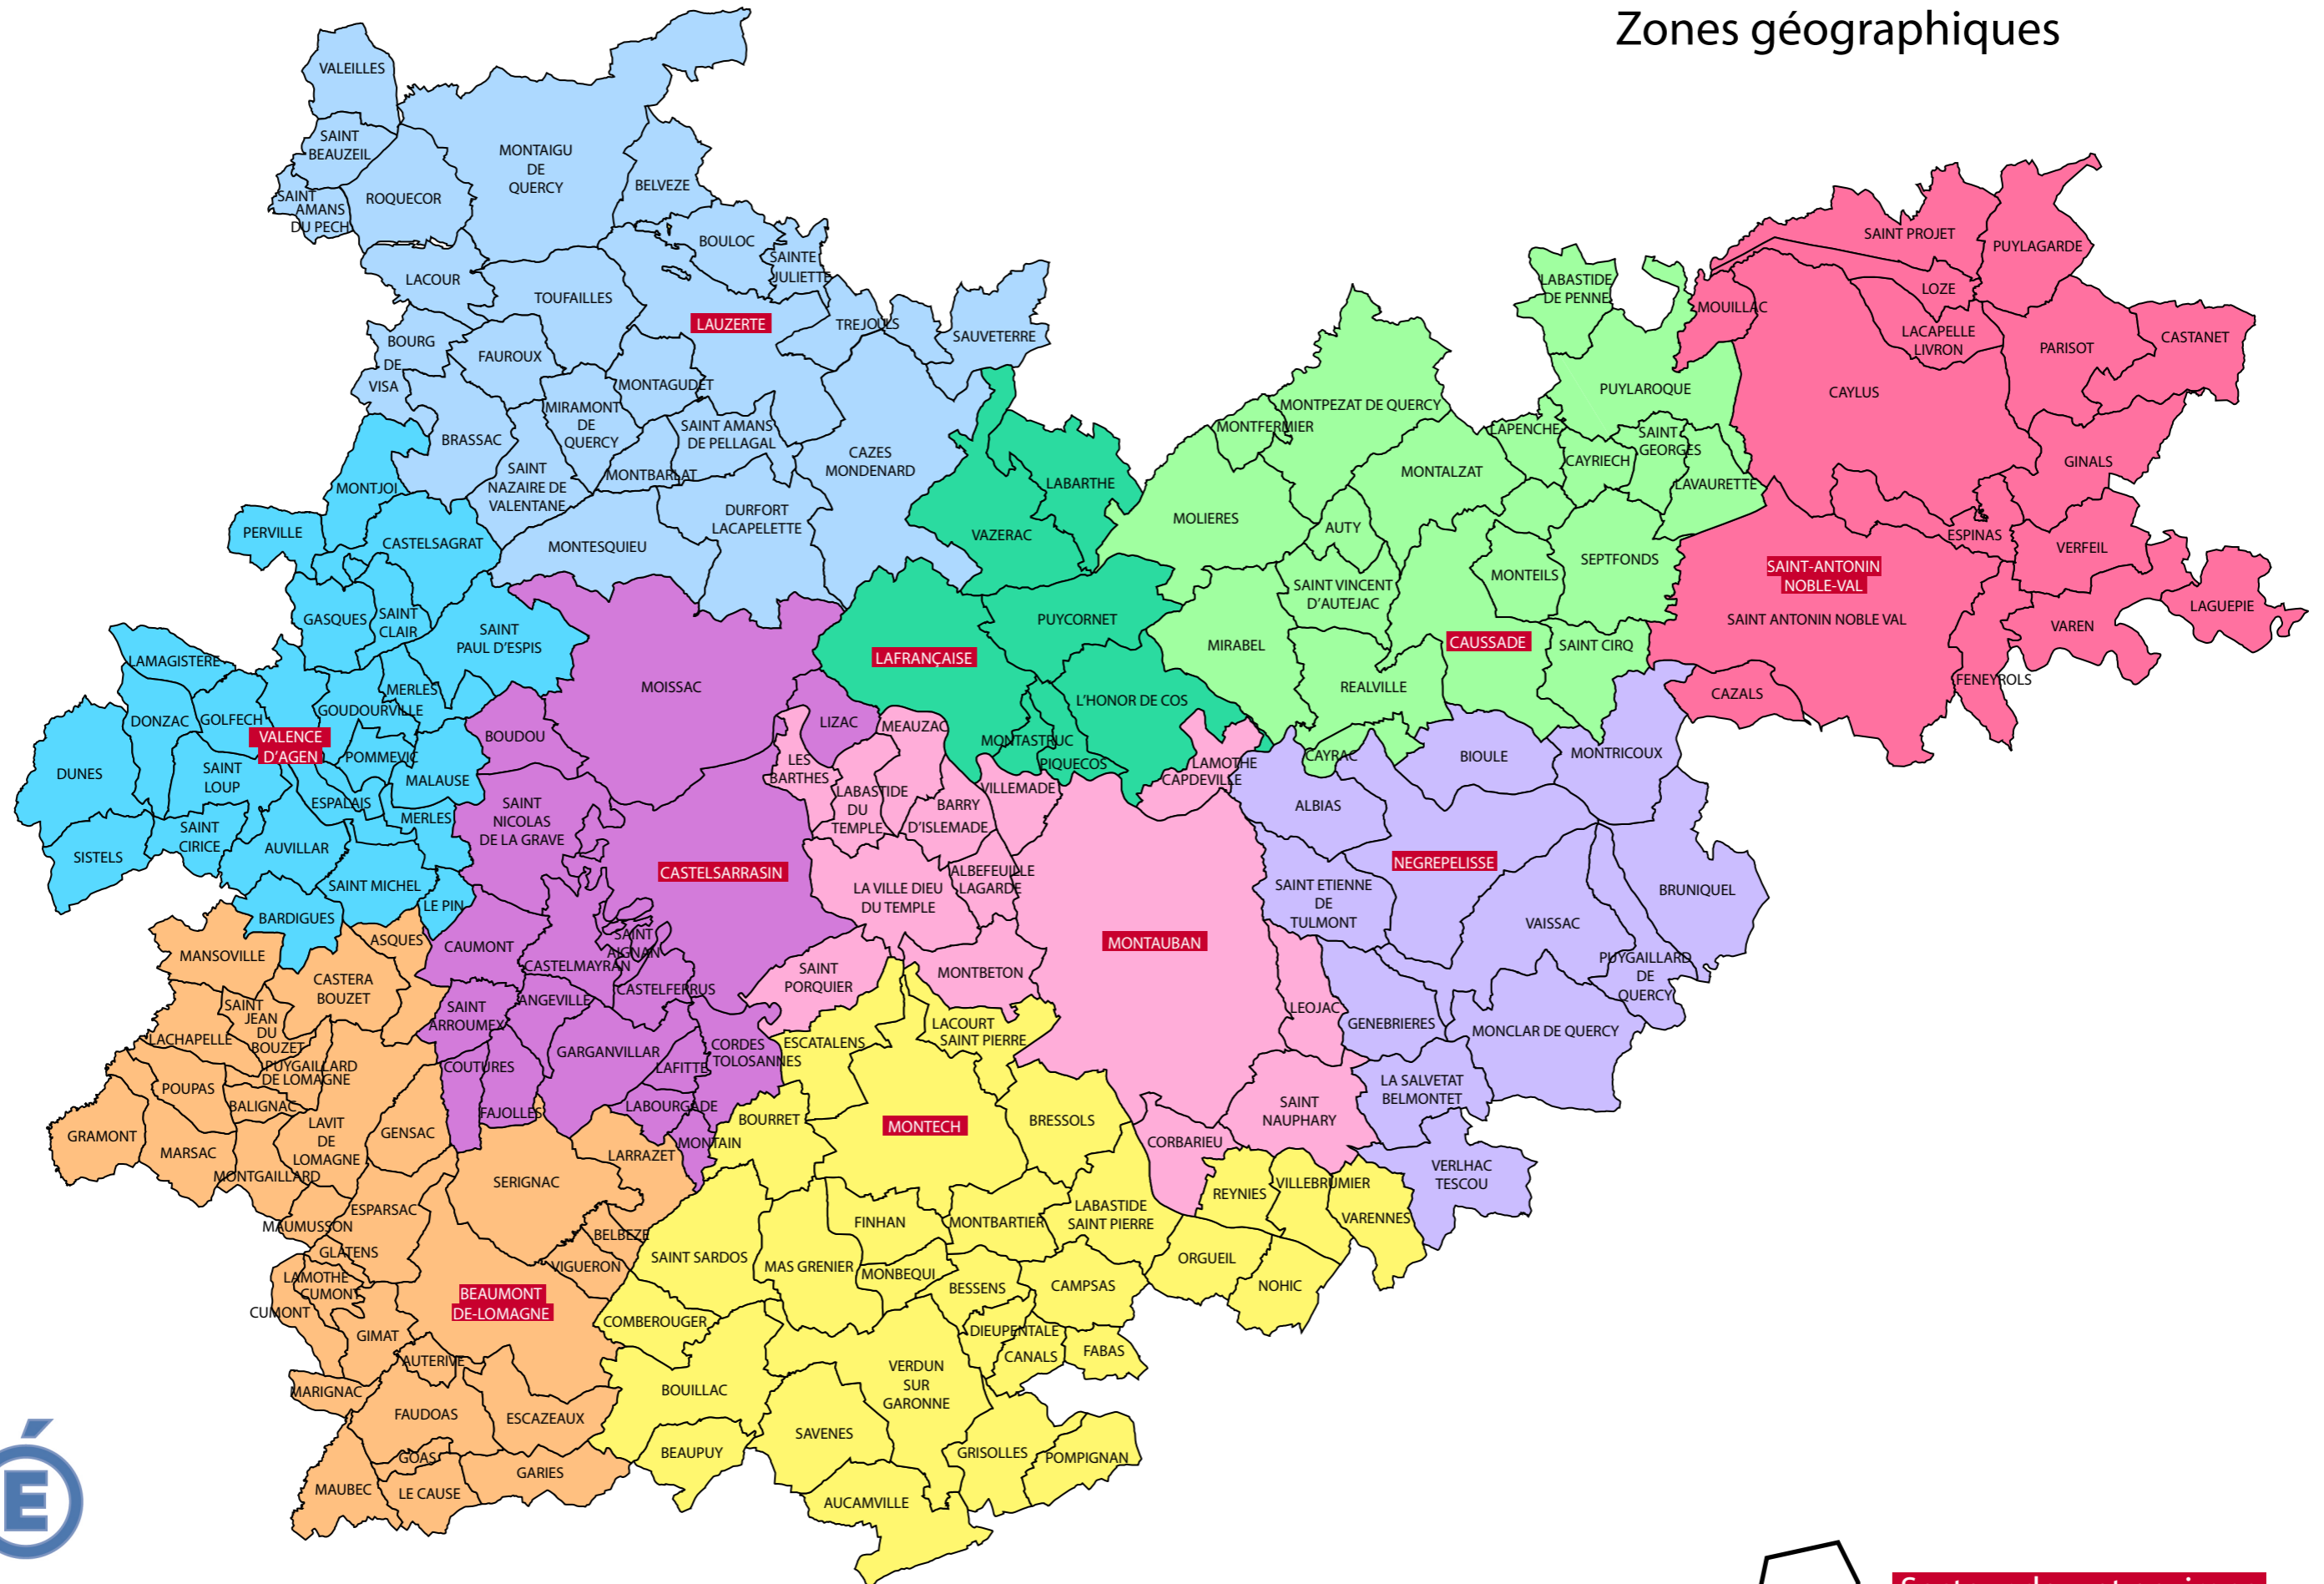 Zones géographiques
VALEILLES
SAINT
BEAUZEIL
MONTAIGU
DE
QUERCY
BELVEZE
ROQUECOR
SAINT
AMANS
DU PECH
BOULOC
SAINTE
JULIETTE
LACOUR
TOUFAILLES
LAUZERTE
TREJOULS
SAUVETERRE
BOURG
DE
VISA
FAUROUX
MONTAGUDET
MIRAMONT
DE
QUERCY
SAINT AMANS
DE PELLAGAL
BRASSAC
CAZES
MONDENARD
SAINT
NAZAIRE DE
VALENTANE
MONTBARLAT
DURFORT
LACAPELETTE
MONTESQUIEU
SAINT PROJET
PUYLAGARDE
LABASTIDE
DE PENNE
MOUILLAC
LOZE
LACAPELLE
LIVRON
PARISOT
CASTANET
CAYLUS
PUYLAROQUE
MONTPEZAT DE QUERCY
MONTFERMIER
LAPENCHE
SAINT
GEORGES
CAYRIECH
MONTALZAT
LAVAURETTE
GINALS
LABARTHE
VAZERAC
MOLIERES
AUTY
ESPINAS
VERFEIL
SEPTFONDS
MONTEILS
SAINT-ANTONIN
NOBLE-VAL
SAINT ANTONIN NOBLE VAL
SAINT VINCENT
D'AUTEJAC
LAGUEPIE
VAREN
PUYCORNET
MIRABEL
CAUSSADE
SAINT CIRQ
FENEYROLS
CAZALS
REALVILLE
LAFRANÇAISE
L'HONOR DE COS
MONTASTRUC
PIQUECOS
MONTJOI
PERVILLE
CASTELSAGRAT
GASQUES
SAINT
CLAIR
SAINT
PAUL D'ESPIS
LAMAGISTERE
MERLES
GOUDOURVILLE
DONZAC
GOLFECH
VALENCE
D'AGEN
POMMEVIC
DUNES
SAINT
LOUP
MALAUSE
ESPALAIS
MERLES
SAINT
CIRICE
AUVILLAR
SISTELS
SAINT MICHEL
LE PIN
BARDIGUES
MOISSAC
BOUDOU
LIZAC
MEAUZAC
LES
BARTHES
LABASTIDE
DU
TEMPLE
BARRY
D'ISLEMADE
VILLEMADE
LAMOTHE
CAPDEVILLE
CAYRAC
BIOULE
MONTRICOUX
ALBIAS
SAINT
NICOLAS
DE LA GRAVE
CASTELSARRASIN
LA VILLE DIEU
DU TEMPLE
ALBEFEUILLE
LAGARDE
NEGREPELISSE
SAINT ETIENNE
DE
TULMONT
BRUNIQUEL
VAISSAC
MONTAUBAN
PUYGAILLARD
DE
QUERCY
CAUMONT
SAINT
AIGNAN
CASTELMAYRAN
CASTELFERRUS
SAINT
PORQUIER
MONTBETON
LEOJAC
GENEBRIERES
MONCLAR DE QUERCY
MANSOVILLE
ASQUES
CASTERA
BOUZET
SAINT
JEAN
DU
BOUZET
SAINT
ARROUMEX
ANGEVILLE
LACHAPELLE
PUYGAILLARD
DE LOMAGNE
COUTURES
GARGANVILLAR
LAFITTE
CORDES
TOLOSANNES
ESCATALENS
LACOURT
SAINT PIERRE
POUPAS
BALIGNAC
FAJOLLES
LABOURGADE
LA SALVETAT
BELMONTET
GRAMONT
MARSAC
LAVIT
DE
LOMAGNE
GENSAC
MONTAIN
BOURRET
MONTECH
BRESSOLS
SAINT
NAUPHARY
CORBARIEU
MONTGAILLARD
LARRAZET
VERLHAC
TESCOU
SERIGNAC
REYNIES
VILLEBRUMIER
VARENNES
MAUMUSSON
ESPARSAC
GLATENS
BELBEZE
VIGUERON
SAINT SARDOS
FINHAN
MONTBARTIER
LABASTIDE
SAINT PIERRE
MAS GRENIER
MONBEQUI
ORGUEIL
NOHIC
BESSENS
CAMPSAS
LAMOTHE
CUMONT
CUMONT
BEAUMONT
DE-LOMAGNE
GIMAT
COMBEROUGER
DIEUPENTALE
CANALS
FABAS
AUTERIVE
MARIGNAC
FAUDOAS
ESCAZEAUX
BOUILLAC
VERDUN
SUR
GARONNE
SAVENES
GOAS
BEAUPUY
GRISOLLES
POMPIGNAN
MAUBEC
LE CAUSE
GARIES
AUCAMVILLE
É
E